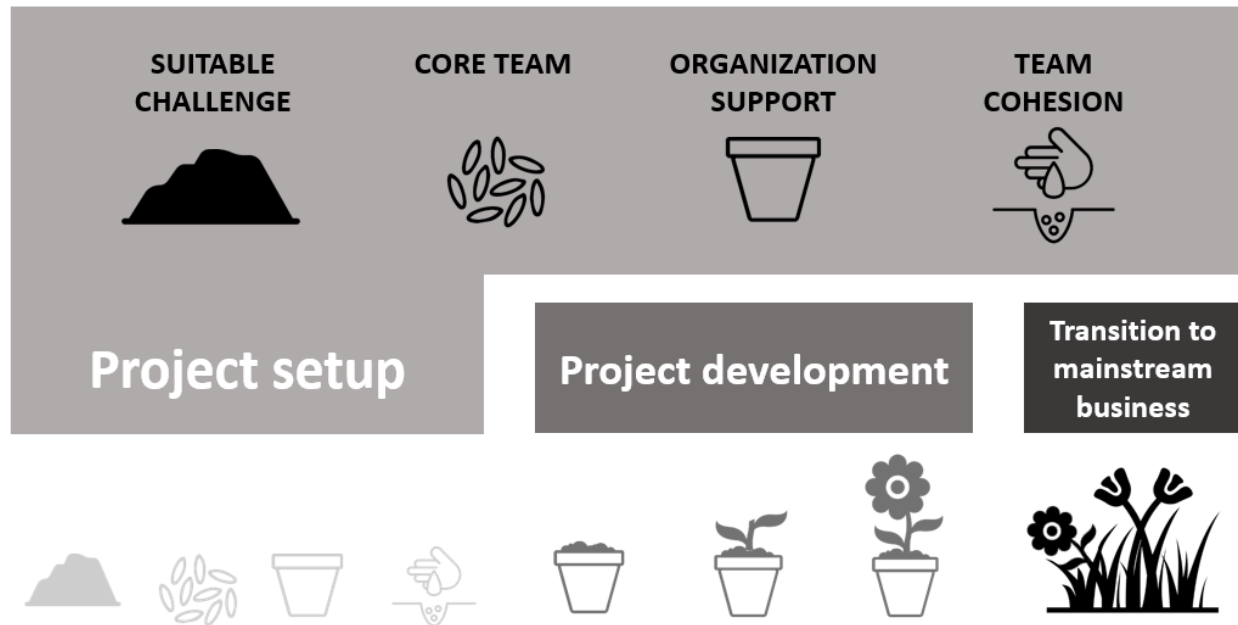 SUITABLE
CHALLENGE
CORE TEAM
ORGANIZATION
SUPPORT
TEAM
COHESION
Project setup
Project development
Transition to
mainstream
business